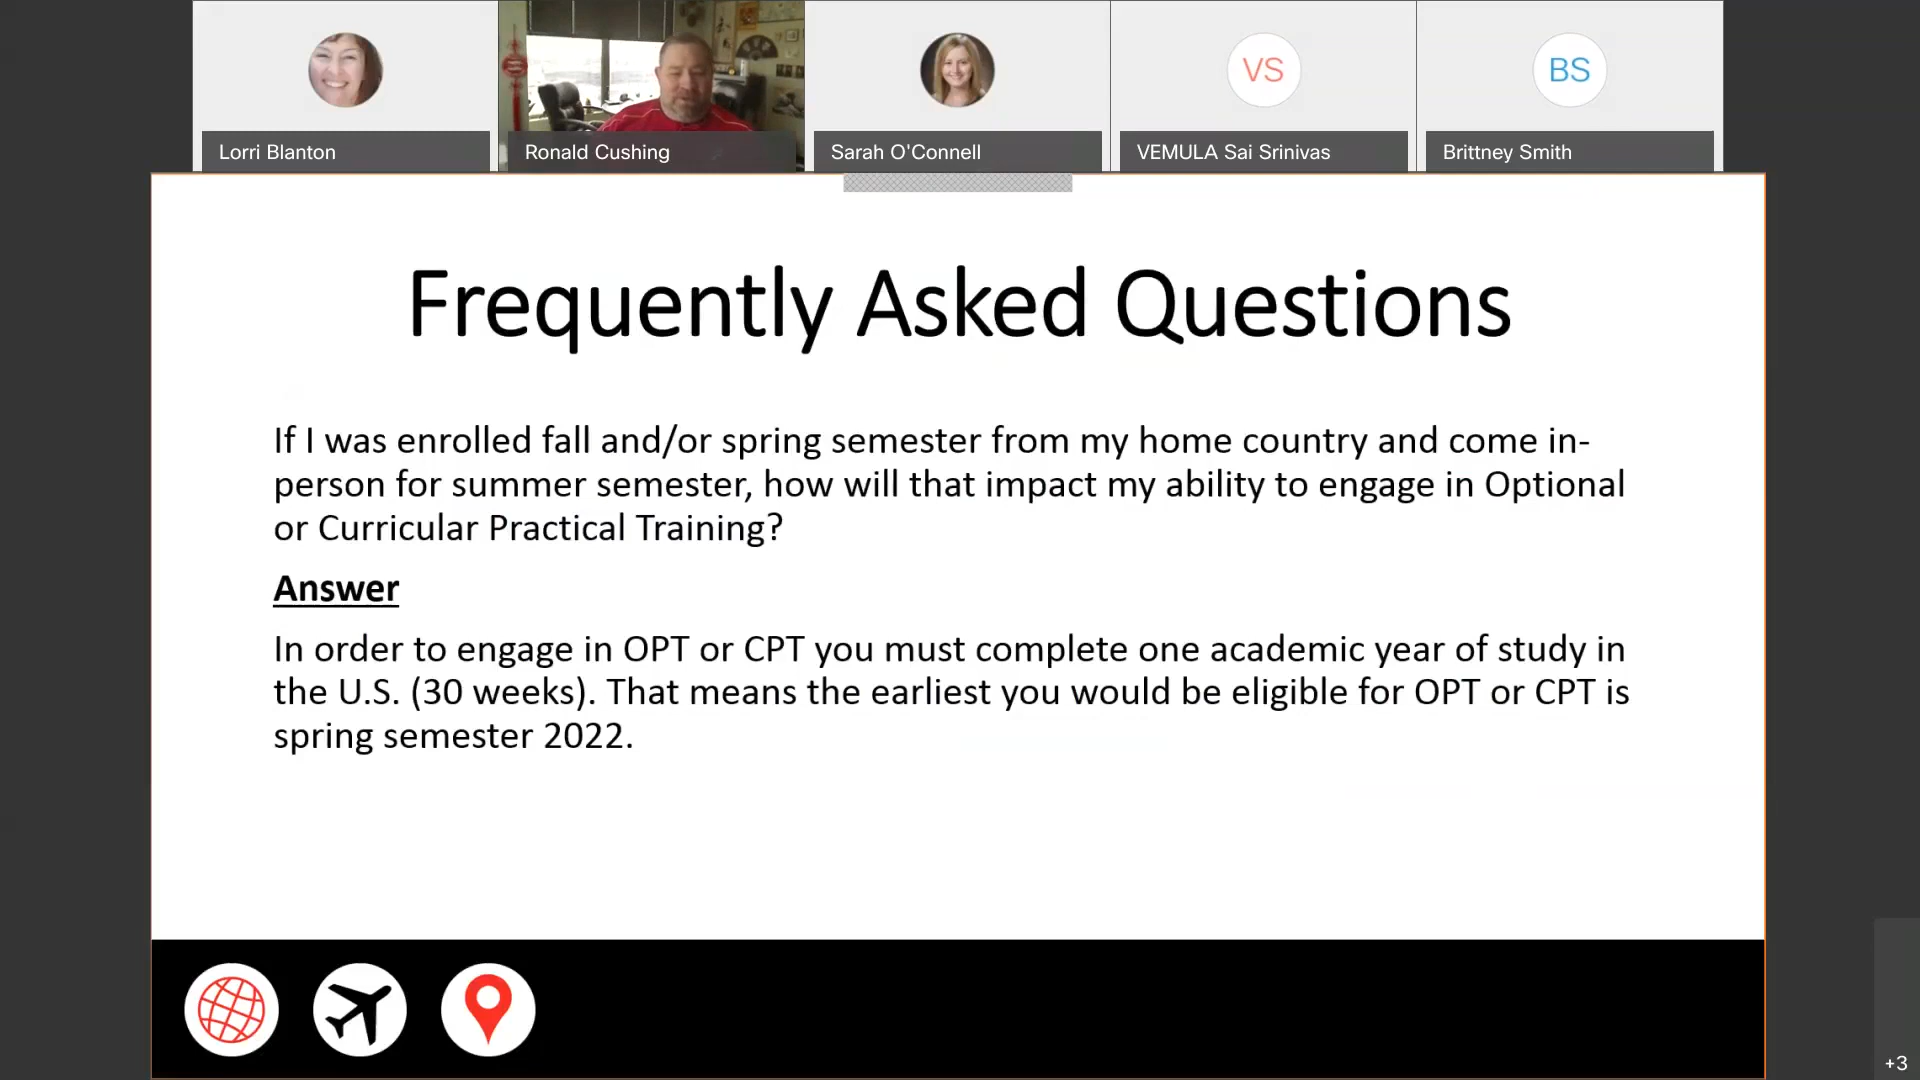 Lorri Blanton
Ronald Cushing
Sarah O'Connell
VS
VEMULA Sai Srinivas
BS
Brittney Smith
Frequently Asked Questions
If I was enrolled fall and/or spring semester from my home country and come in-
person for summer semester, how will that impact my ability to engage in Optional
or Curricular Practical Training?
Answer
In order to engage in OPT or CPT you must complete one academic year of study in
the U.S. (30 weeks). That means the earliest you would be eligible for OPT or CPT is
spring semester 2022.
+3